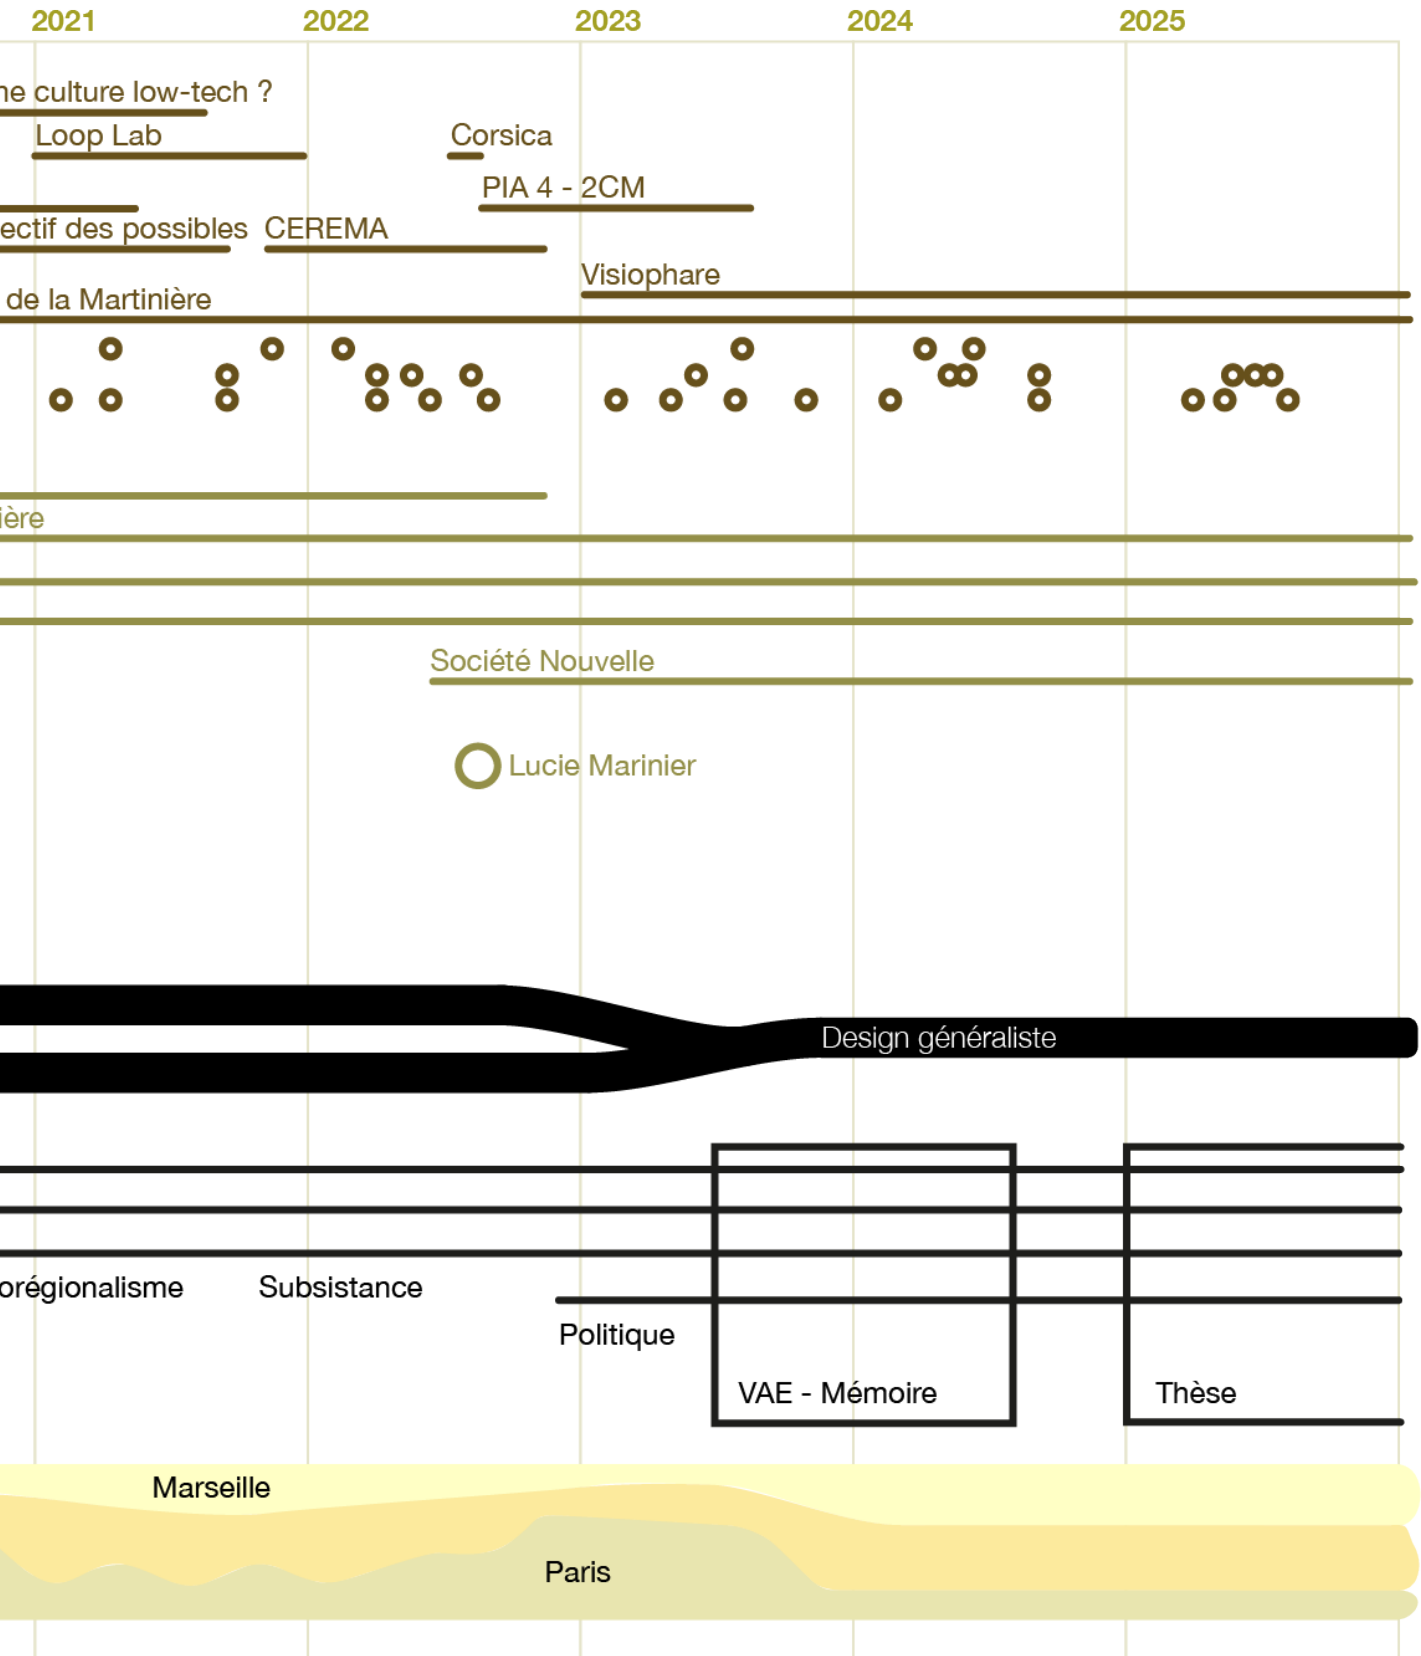 2021 2022 2023 2024 2025
ne culture low-tech ?
Loop Lab Corsica
PIA 4 - 2CM
ectif des possibles CEREMA
Visiophare
de la Martinière
ière
Société Nouvelle
Lucie Marinier
Design généraliste
orégionalisme Subsistance
Politique
VAE - Mémoire Thèse
Marseille
Paris